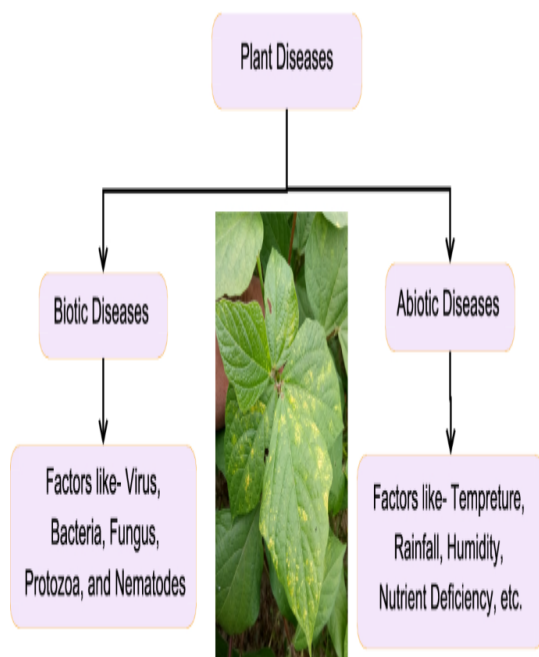 Plant Diseases
Biotic Diseases
Abiotic Diseases
Factors like- Virus,
Bacteria, Fungus,
Protozoa, and Nematodes
Factors like- Tempreture,
Rainfall, Humidity,
Nutrient Deficiency, etc.